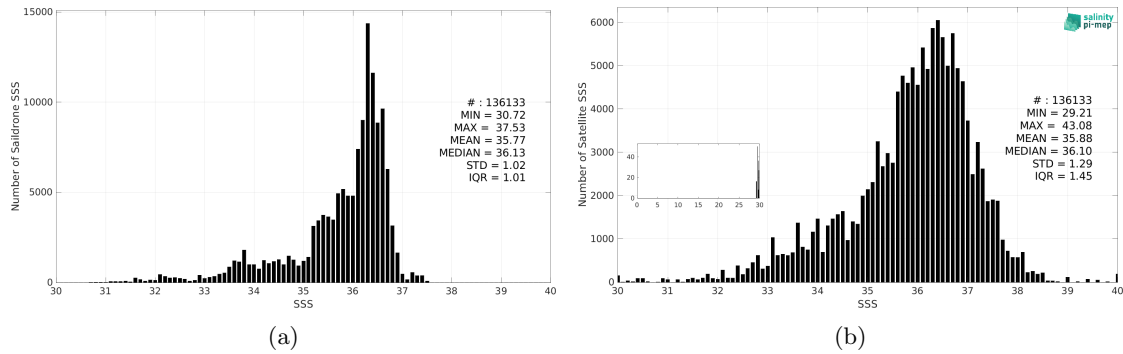 15000
10000
5000
0
Number of Saildrone SSS
# : 136133
MIN = 30.72
MAX = 37.53
MEAN = 35.77
MEDIAN = 36.13
STD = 1.02
IQR = 1.01
30 31 32 33 34 35 36 37 38 39 40
SSS
(a)
salinity
pi-mep
6000
5000
4000
3000
2000
1000
0
Number of Satellite SSS
# : 136133
MIN = 29.21
MAX = 43.08
MEAN = 35.88
MEDIAN = 36.10
STD = 1.29
IQR = 1.45
40
20
0
0 5 10 15 20 25 30
30 31 32 33 34 35 36 37 38 39 40
SSS
(b)